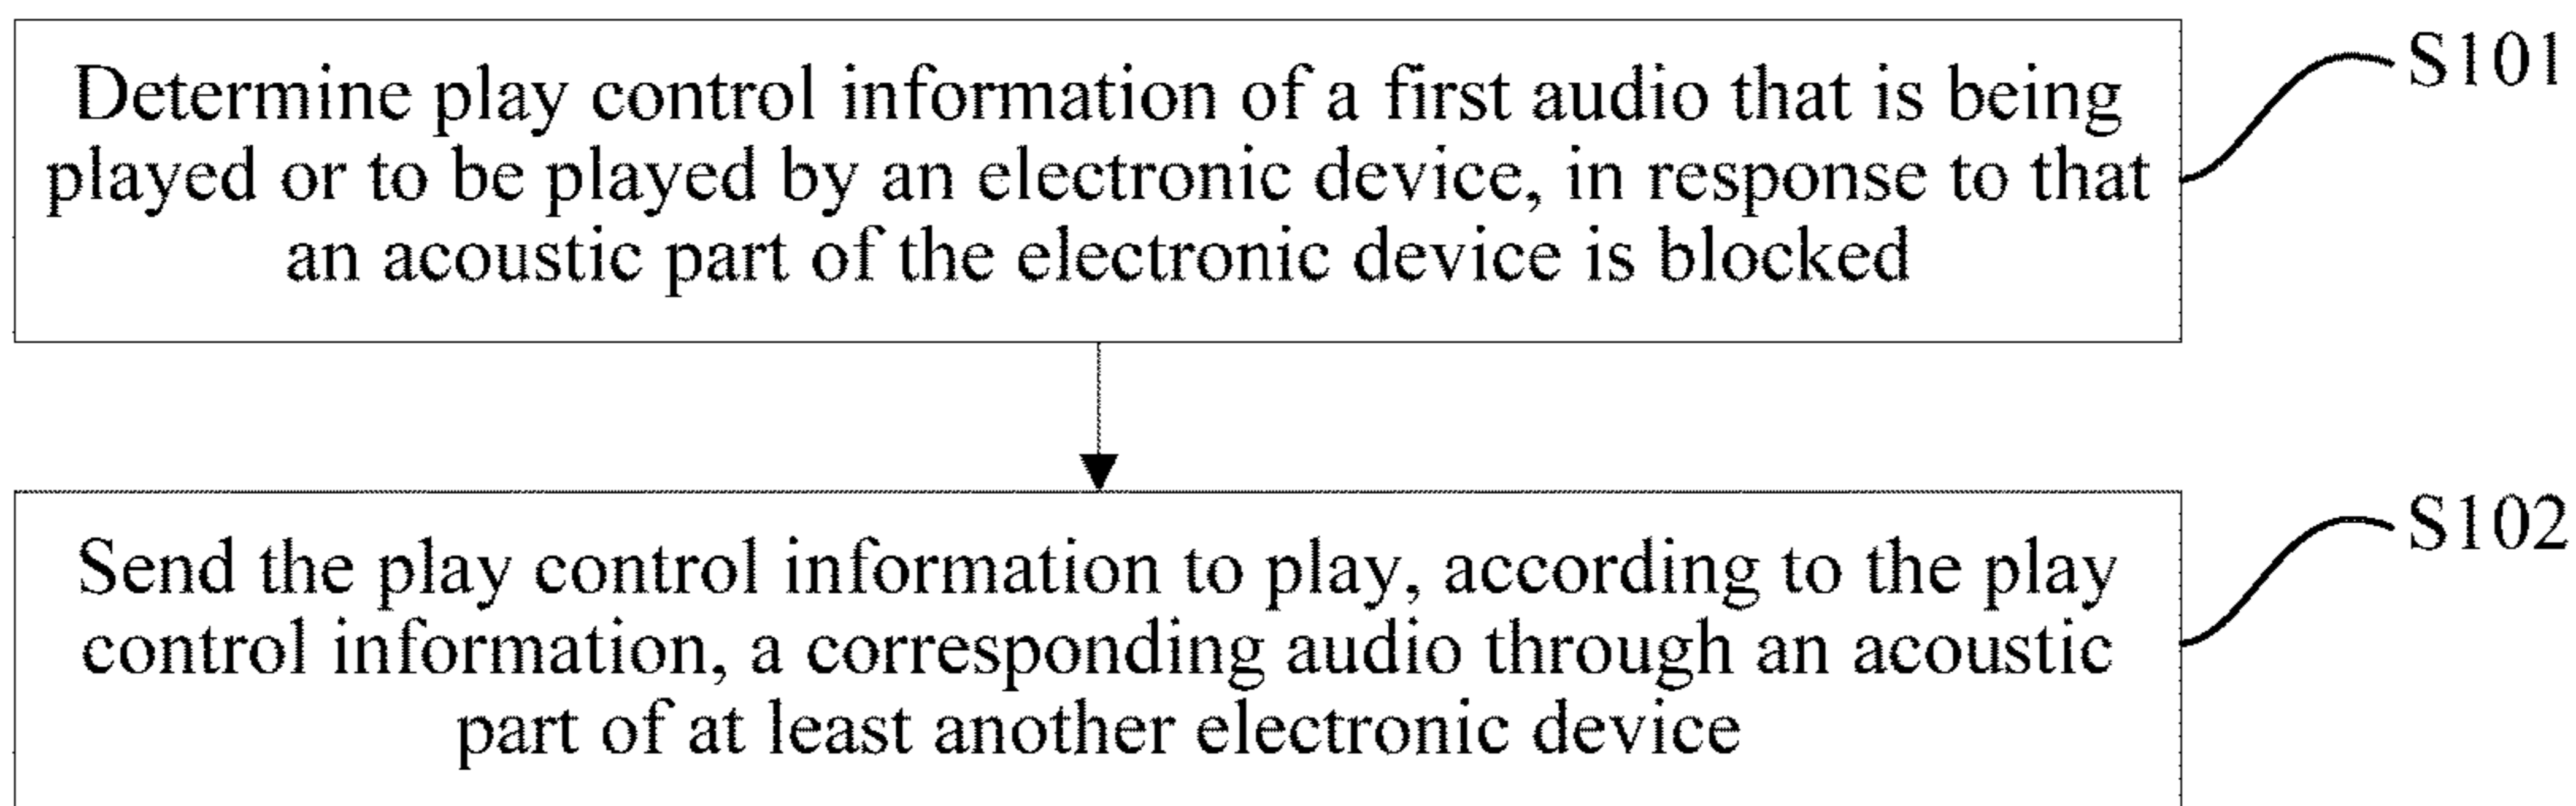 Determine play control information of a first audio that is being
played or to be played by an electronic device, in response to that
an acoustic part of the electronic device is blocked
S101
Send the play control information to play, according to the play
control information, a corresponding audio through an acoustic
part of at least another electronic device
S102